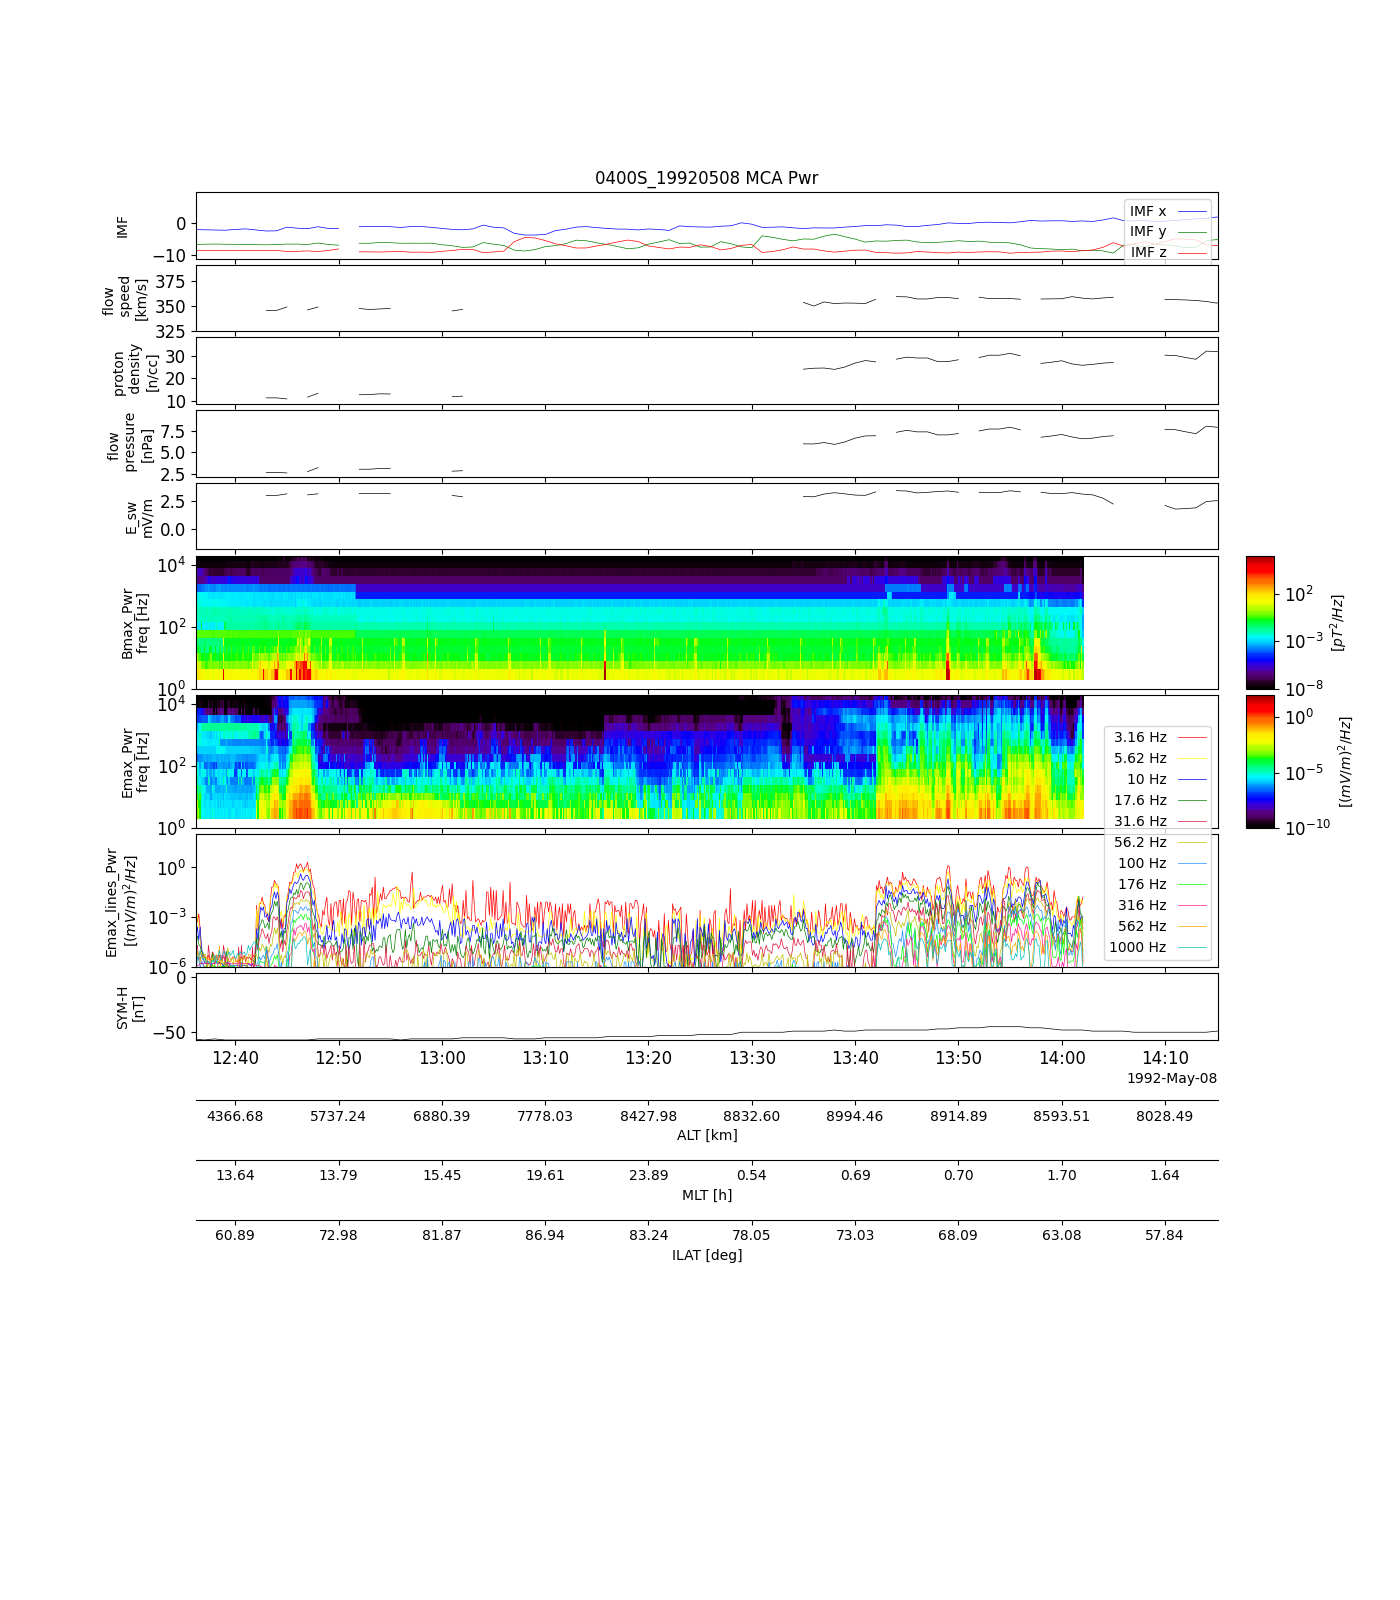 0400S_19920508 MCA Pwr
IMF
0
−10
IMF x
IMF y
IMF z
flow
speed
[km/s]
375
350
325
proton
density
[n/cc]
30
20
10
flow
pressure
[nPa]
7.5
5.0
2.5
E_sw
mV/m
2.5
0.0
Bmax_Pwr
freq [Hz]
10^4
10^2
10^0
10^2
10^−3
10^−8
[pT^2/Hz]
Emax_Pwr
freq [Hz]
10^4
10^2
10^0
10^0
10^−5
10^−10
[(mV/m)^2/Hz]
3.16 Hz
5.62 Hz
10 Hz
17.6 Hz
31.6 Hz
56.2 Hz
100 Hz
176 Hz
316 Hz
562 Hz
1000 Hz
Emax_lines_Pwr
[(mV/m)^2/Hz]
10^0
10^−3
10^−6
SYM-H
[nT]
0
−50
12:40 12:50 13:00 13:10 13:20 13:30 13:40 13:50 14:00 14:10
1992-May-08
4366.68 5737.24 6880.39 7778.03 8427.98 8832.60 8994.46 8914.89 8593.51 8028.49
ALT [km]
13.64 13.79 15.45 19.61 23.89 0.54 0.69 0.70 1.70 1.64
MLT [h]
60.89 72.98 81.87 86.94 83.24 78.05 73.03 68.09 63.08 57.84
ILAT [deg]